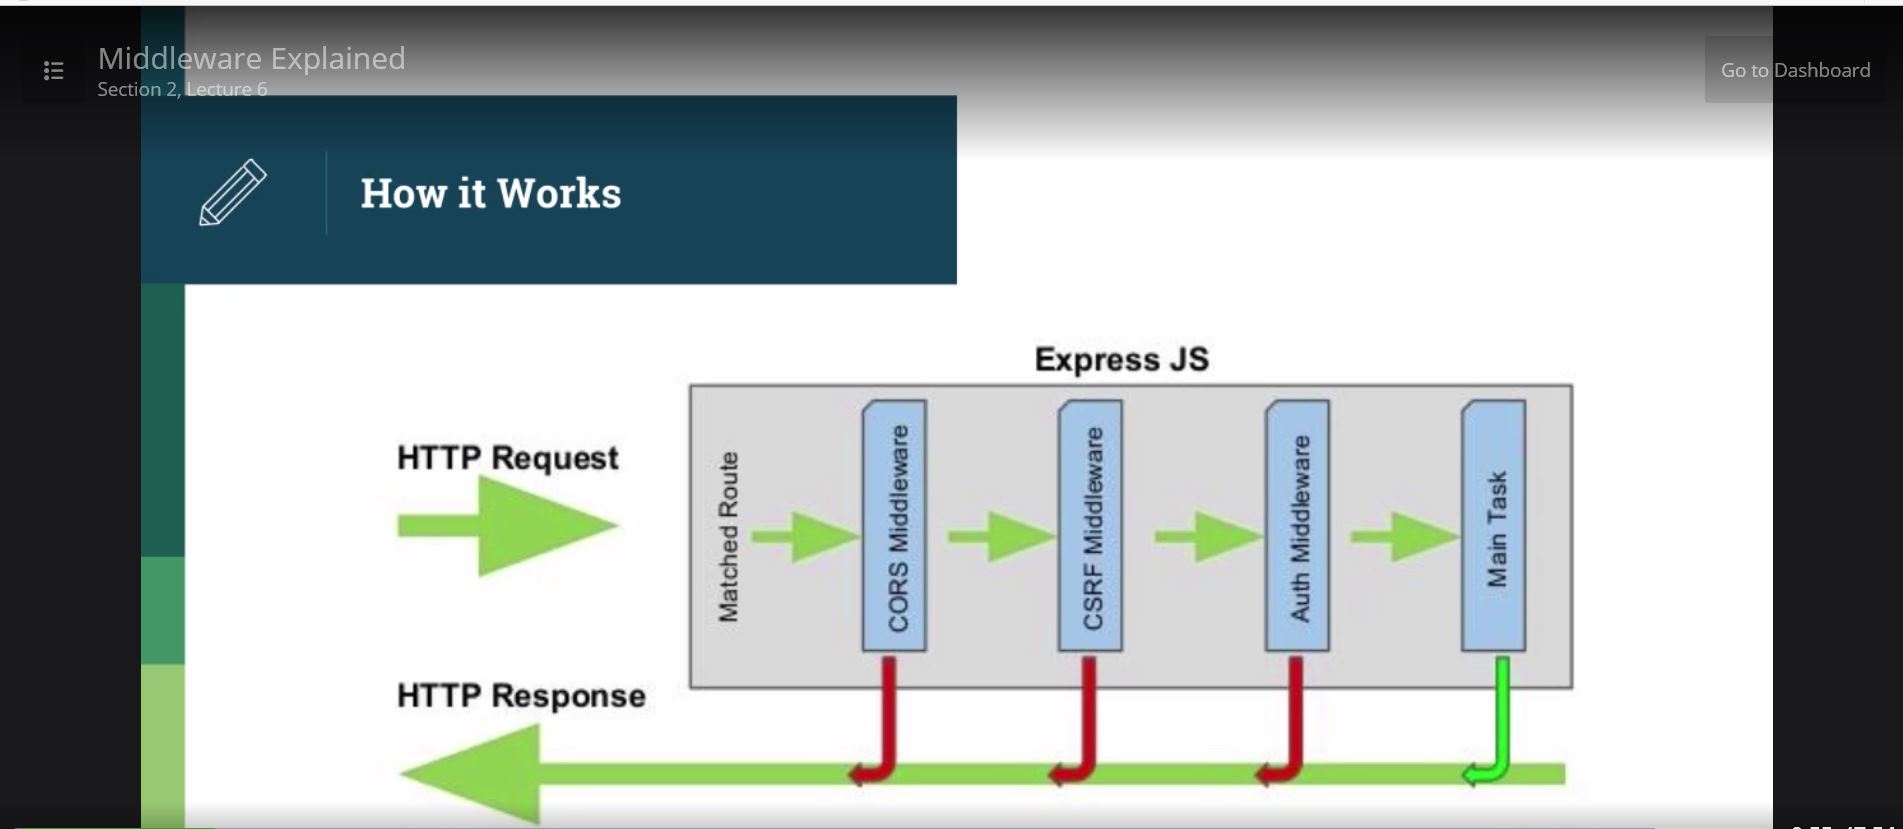 Middleware Explained
Section 2, Lecture 6
Go to Dashboard
How it Works
Express JS
HTTP Request
Matched Route
CORS Middleware
CSRF Middleware
Auth Middleware
Main Task
HTTP Response